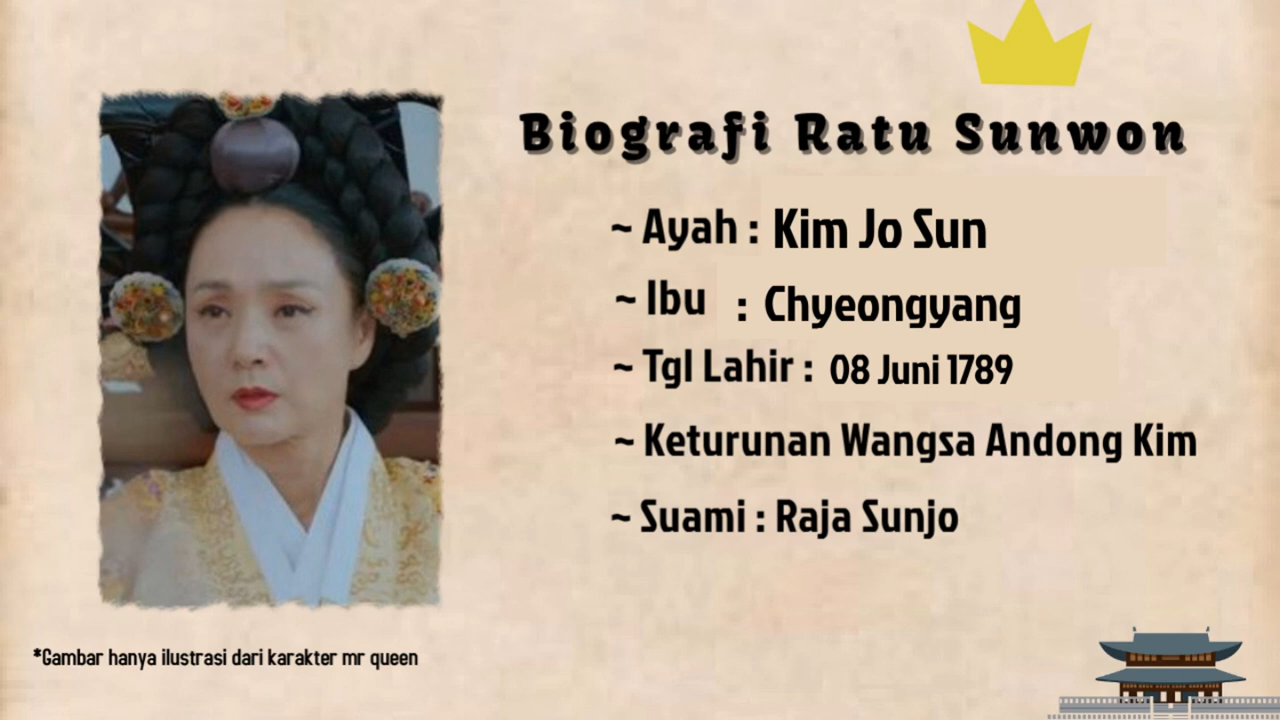 Biografi Ratu Sunwon
~ Ayah : Kim Jo Sun
~ Ibu : Chyeongyang
~ Tgl Lahir : 08 Juni 1789
~ Keturunan Wangsa Andong Kim
~ Suami : Raja Sunjo
*Gambar hanya ilustrasi dari karakter mr queen